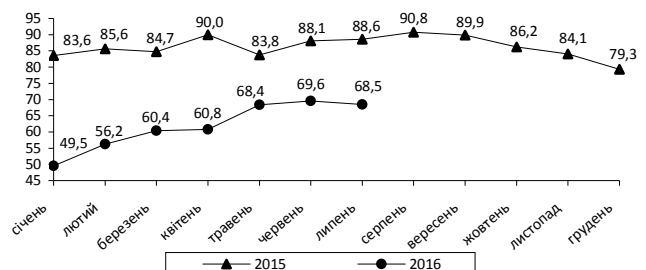 95
90
85
80
75
70
65
60
55
50
45
83,6
85,6
84,7
90,0
83,8
88,1
88,6
90,8
89,9
86,2
84,1
79,3
49,5
56,2
60,4
60,8
68,4
69,6
68,5
січень
лютий
березень
квітень
травень
червень
липень
серпень
вересень
жовтень
листопад
грудень
2015
2016